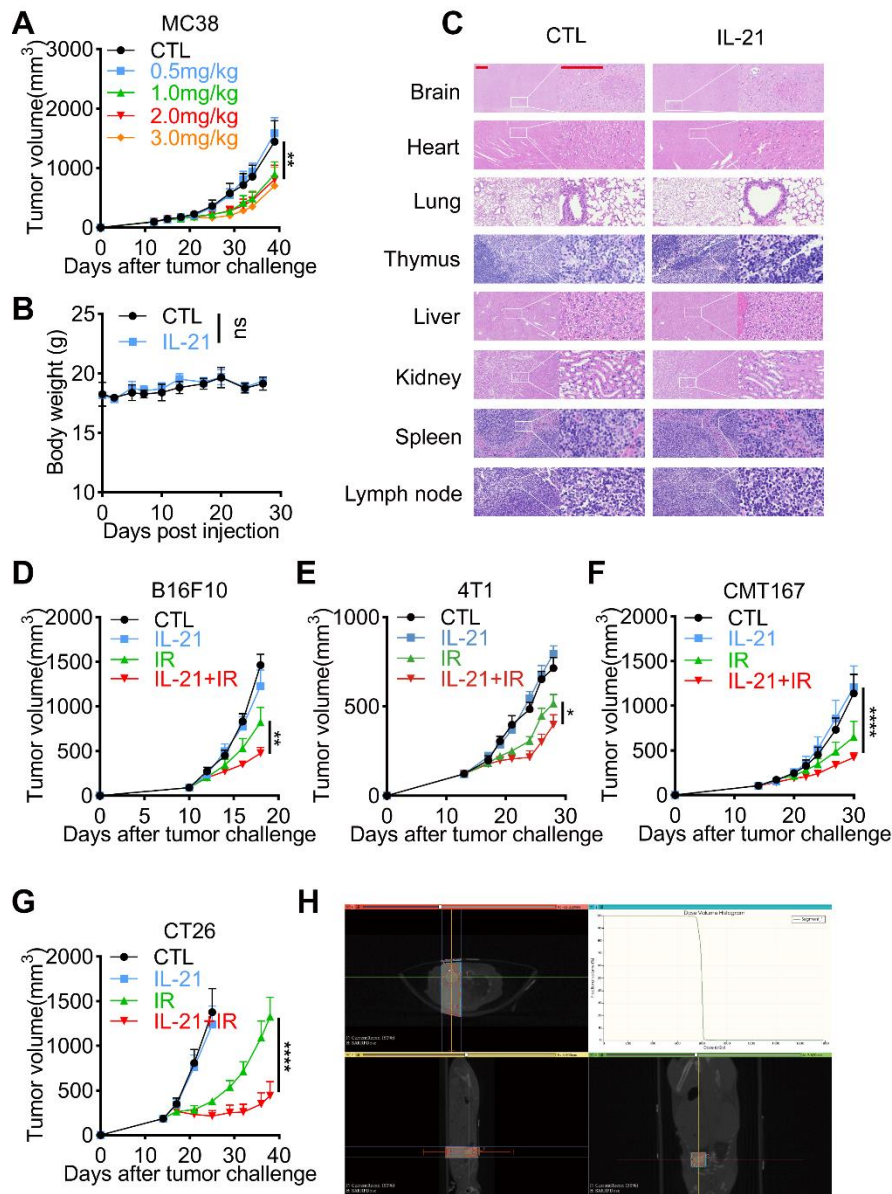 A
MC38
Tumor volume(mm³)
3000
2000
1000
0
0 10 20 30 40
Days after tumor challenge
CTL
0.5mg/kg
1.0mg/kg
2.0mg/kg
3.0mg/kg
**
B
Body weight (g)
25
20
15
10
0 10 20 30
Days post injection
CTL
IL-21
ns
C
CTL IL-21
Brain
Heart
Lung
Thymus
Liver
Kidney
Spleen
Lymph node
D
B16F10
Tumor volume(mm³)
2000
1500
1000
500
0
0 5 10 15 20
Days after tumor challenge
CTL
IL-21
IR
IL-21+IR
**
E
4T1
Tumor volume(mm³)
1000
500
0
0 10 20 30
Days after tumor challenge
CTL
IL-21
IR
IL-21+IR
*
F
CMT167
Tumor volume(mm³)
2000
1500
1000
500
0
0 10 20 30
Days after tumor challenge
CTL
IL-21
IR
IL-21+IR
****
G
CT26
Tumor volume(mm³)
2000
1500
1000
500
0
0 10 20 30 40
Days after tumor challenge
CTL
IL-21
IR
IL-21+IR
****
H
Dose Volume Histogram